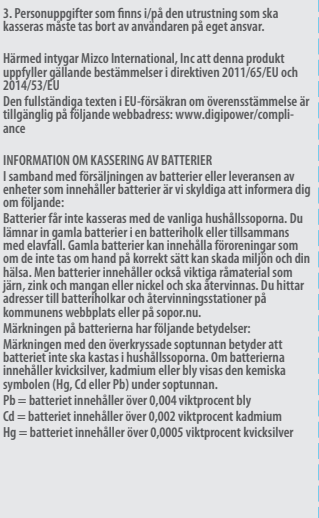 3. Personuppgifter som finns i/på den utrustning som ska
kasseras måste tas bort av användaren på eget ansvar.
Härmed intygar Mizco International, Inc att denna produkt
uppfyller gällande bestämmelser i direktiven 2011/65/EU och
2014/53/EU
Den fullständiga texten i EU-försäkran om överensstämmelse är
tillgänglig på följande webbadress: www.digipower/compli-
ance
INFORMATION OM KASSERING AV BATTERIER
I samband med försäljningen av batterier eller leveransen av
enheter som innehåller batterier är vi skyldiga att informera dig
om följande:
Batterier får inte kasseras med de vanliga hushållssoporna. Du
lämnar in gamla batterier i en batteriholk eller tillsammans
med elavfall. Gamla batterier kan innehålla föroreningar som
om de inte tas om hand på korrekt sätt kan skada miljön och din
hälsa. Men batterier innehåller också viktiga råmaterial som
järn, zink och mangan eller nickel och ska återvinnas. Du hittar
adresser till batteriholkar och återvinningsstationer på
kommunens webbplats eller på sopor.nu.
Märkningen på batterierna har följande betydelser:
Märkningen med den överkryssade soptunnan betyder att
batteriet inte ska kastas i hushållssoporna. Om batterierna
innehåller kvicksilver, kadmium eller bly visas den kemiska
symbolen (Hg, Cd eller Pb) under soptunnan.
Pb = batteriet innehåller över 0,004 viktprocent bly
Cd = batteriet innehåller över 0,002 viktprocent kadmium
Hg = batteriet innehåller över 0,0005 viktprocent kvicksilver